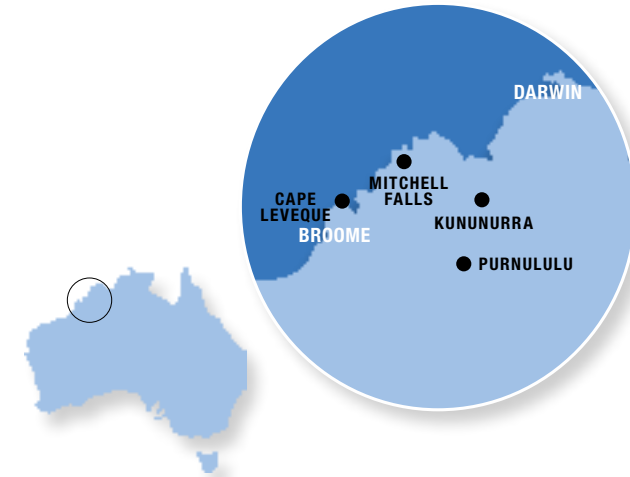 DARWIN
MITCHELL
FALLS
CAPE
LEVEQUE
KUNUNURRA
BROOME
PURNULULU